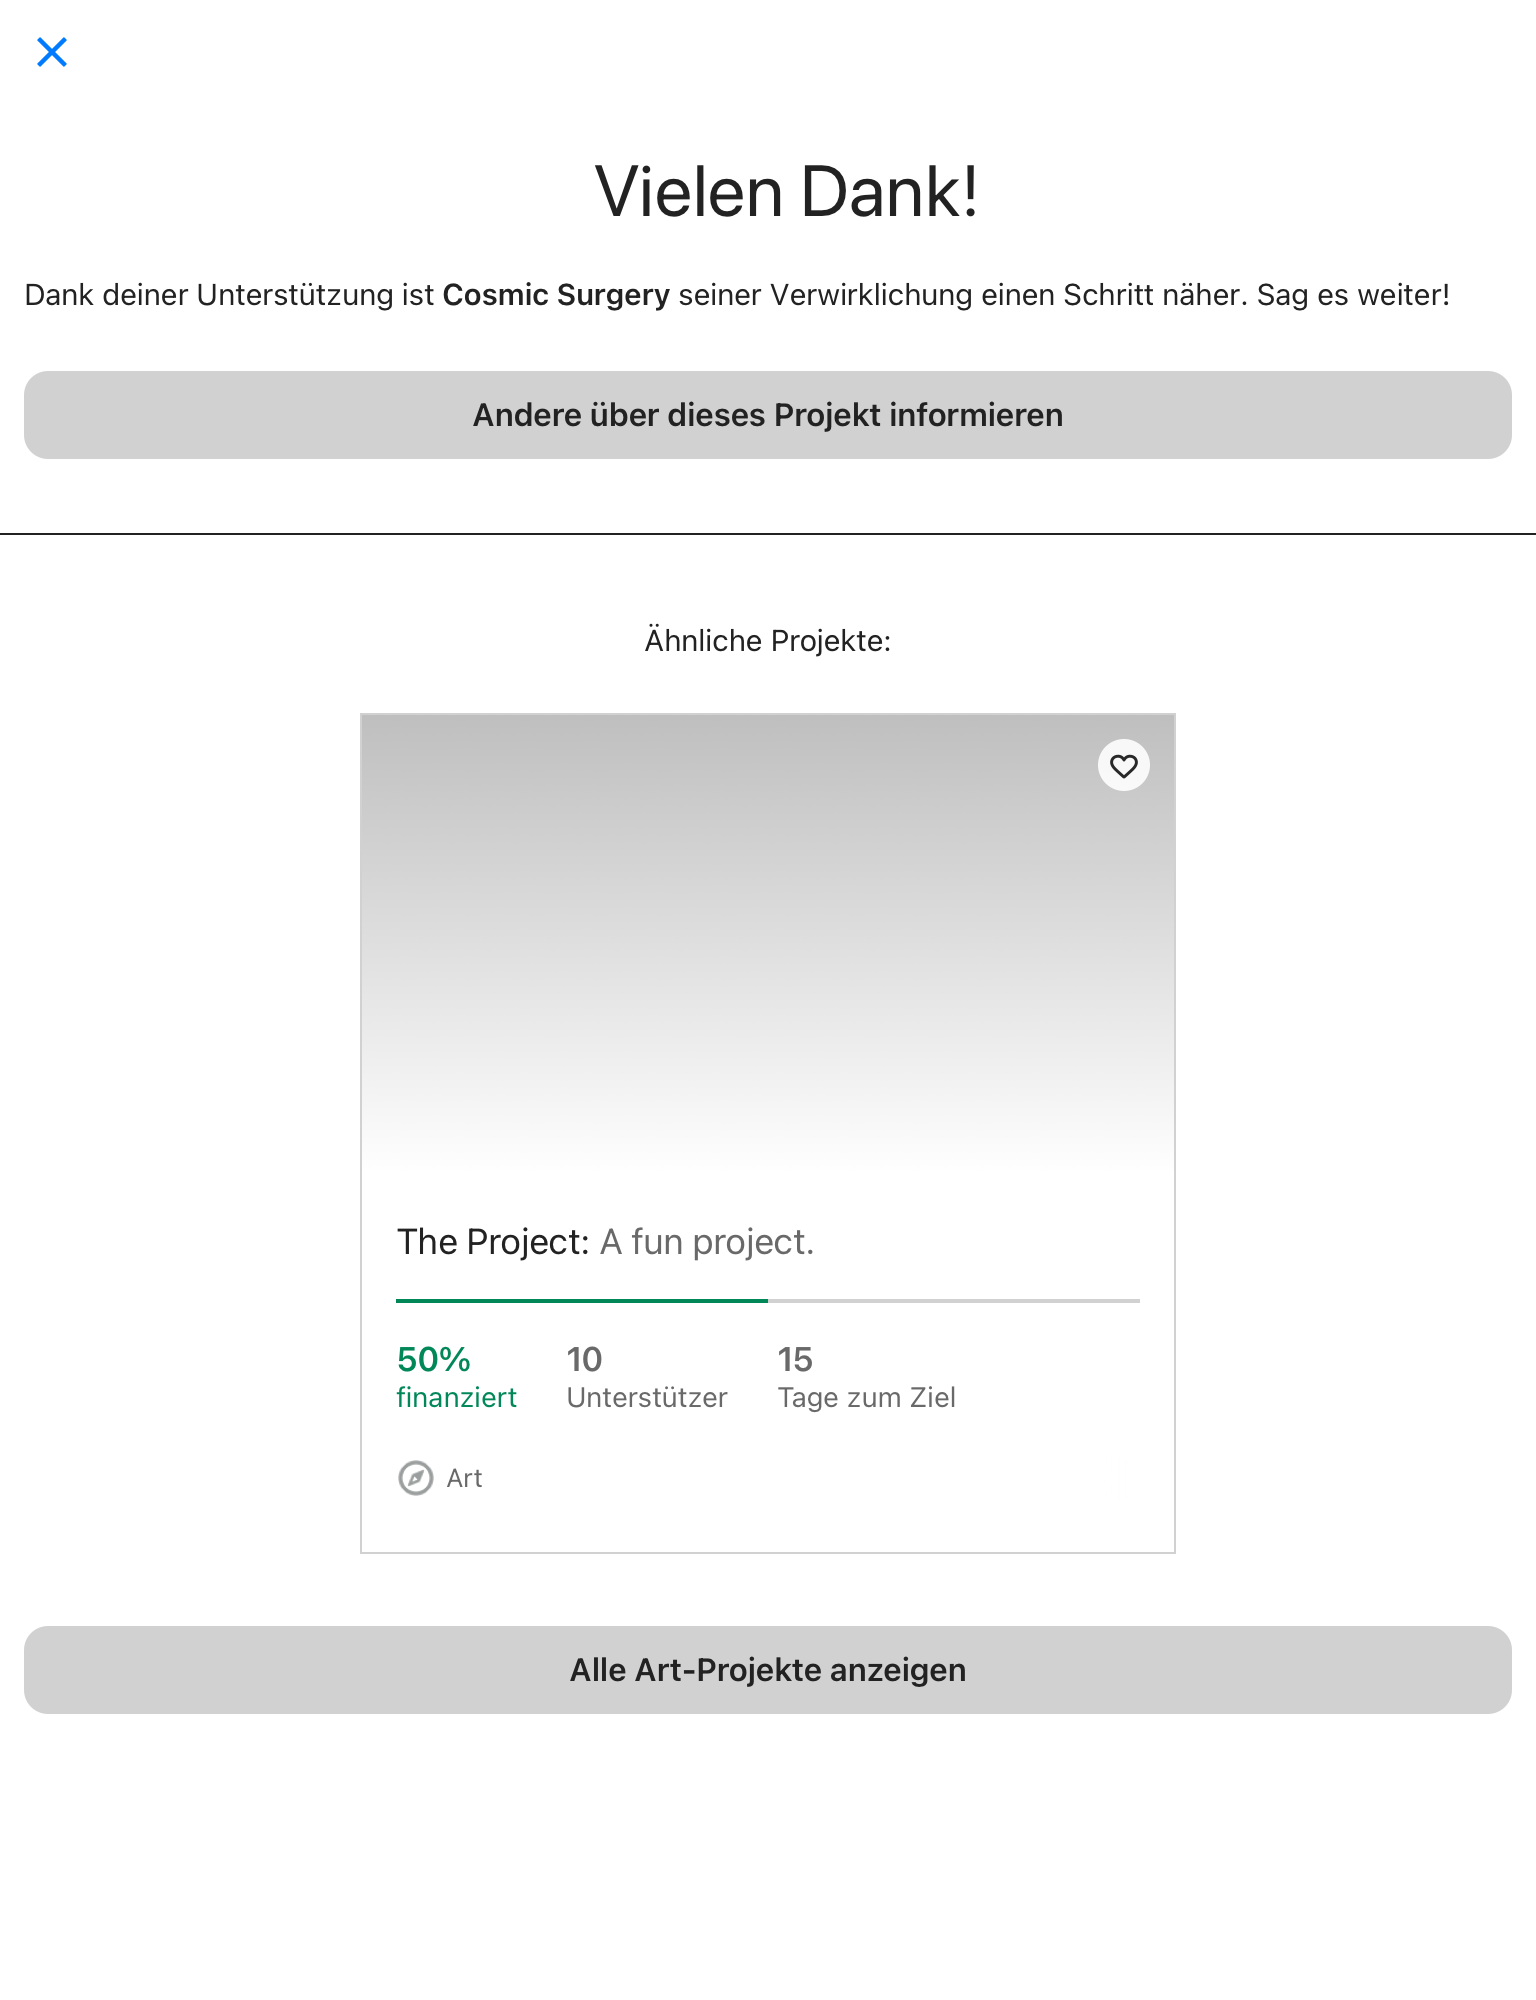 Vielen Dank!
Dank deiner Unterstützung ist Cosmic Surgery seiner Verwirklichung einen Schritt näher. Sag es weiter!
Andere über dieses Projekt informieren
Ähnliche Projekte:
The Project: A fun project.
50% 10 15
finanziert Unterstützer Tage zum Ziel
Art
Alle Art-Projekte anzeigen